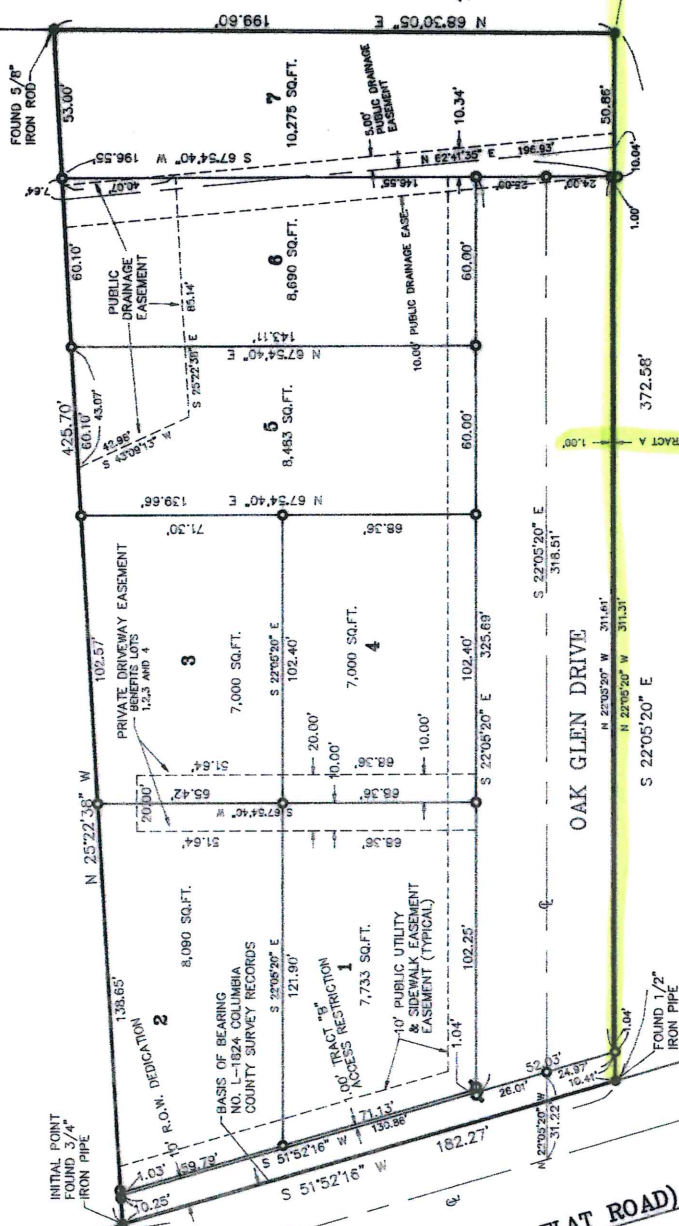 199.60'
N 68'30'05" E
FOUND 5/8"
IRON ROD
53.00'
7
10,275 SQ.FT.
5.00'
PUBLIC DRAINAGE
EASEMENT
10.34'
50.86'
S 67'54'40" W
196.55'
N 62'41'35" E
196.93'
10.04'
7.64'
40.07'
146.55'
28.00'
24.00'
1.00'
60.10'
PUBLIC
DRAINAGE
EASEMENT
85.14'
S 25'22'38" E
6
8,690 SQ.FT.
10.00' PUBLIC DRAINAGE EASE.
60.00'
143.11'
N 67'54'40" E
372.58'
425.70'
60.10'
43.07'
42.96'
S 43'09'13" W
5
8,483 SQ.FT.
60.00'
1.00'
TRACT A
139.66'
N 67'54'40" E
71.30'
68.36'
S 22'05'20" E
318.51'
102.57'
PRIVATE DRIVEWAY EASEMENT
BENEFITS LOTS
1,2,3 AND 4
3
7,000 SQ.FT.
S 22'05'20" E
102.40'
4
7,000 SQ.FT.
102.40'
325.69'
S 22'05'20" E
OAK GLEN DRIVE
N 22'05'20" W 311.61'
N 22'05'20" W 311.31'
S 22'05'20" E
N 25'22'38" W
20.00'
51.64'
65.42'
S 67'54'40" W
51.64'
20.00'
10.00'
68.36'
68.36'
68.36'
10.00'
138.65'
2
8,090 SQ.FT.
S 22'05'20" E
121.90'
1
7,733 SQ.FT.
102.25'
BASIS OF BEARING
NO. L-1624 COLUMBIA
COUNTY SURVEY RECORDS
.00' TRACT "B"
ACCESS RESTRICTION
10' PUBLIC UTILITY
& SIDEWALK EASEMENT
EASEMENT (TYPICAL)
10' R.O.W. DEDICATION
INITIAL POINT
FOUND 3/4"
IRON PIPE
1.03'
10.25'
59.79'
S 51'52'16" W
71.13'
130.86'
1.04'
26.01'
52.03'
24.97'
10.41'
1.04'
N 22'05'20" W
31.22'
FOUND 1/2"
IRON PIPE
S 51'52'16" W
182.27'
ROAD)